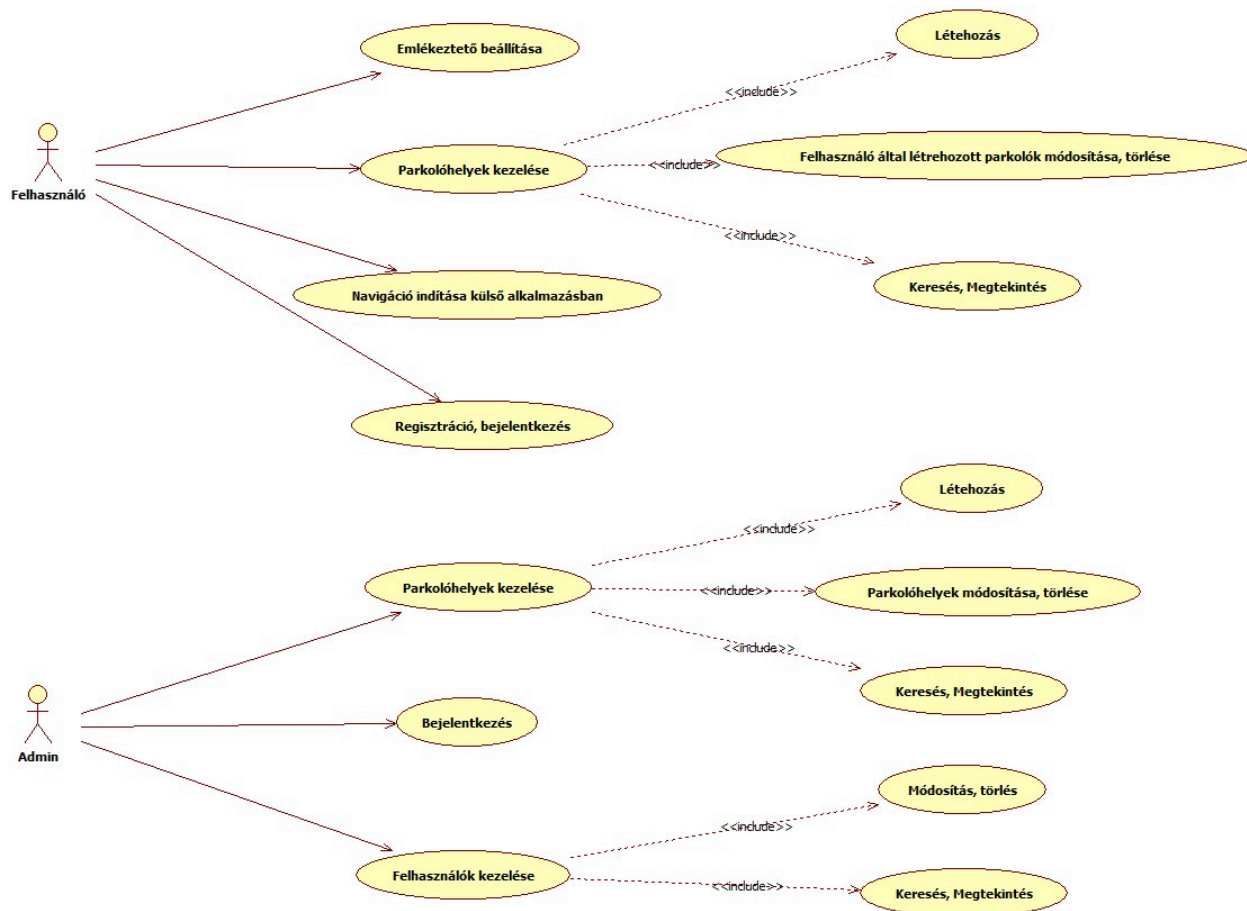 Emlékeztető beállítása
Létehozás
<<include>>
Felhasználó
Parkolóhelyek kezelése
<<include>>
Felhasználó által létrehozott parkolók módosítása, törlése
<<include>>
Keresés, Megtekintés
Navigáció indítása külső alkalmazásban
Regisztráció, bejelentkezés
Létehozás
<<include>>
Parkolóhelyek kezelése
<<include>>
Parkolóhelyek módosítása, törlése
<<include>>
Keresés, Megtekintés
Admin
Bejelentkezés
Módosítás, törlés
<<include>>
Felhasználók kezelése
<<include>>
Keresés, Megtekintés